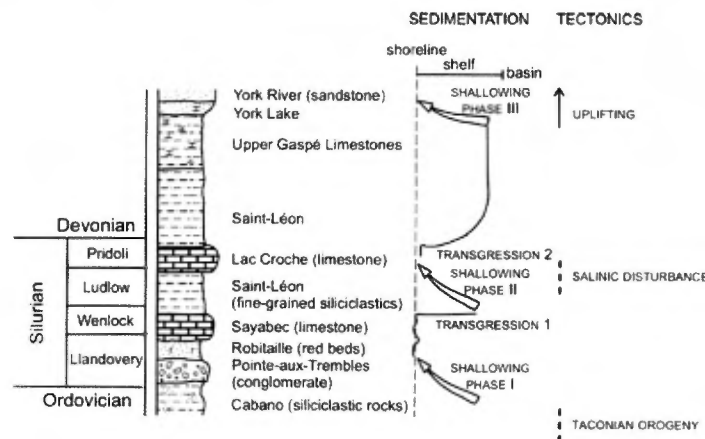 SEDIMENTATION TECTONICS
shoreline
shelf
basin
York River (sandstone)
York Lake
SHALLOWING
PHASE III
UPLIFTING
Upper Gaspé Limestones
Saint-Léon
Devonian
Silurian
Pridoli
Lac Croche (limestone)
TRANSGRESSION 2
SHALLOWING
PHASE II
SALINIC DISTURBANCE
Ludlow
Saint-Léon
(fine-grained siliciclastics)
Wenlock
Sayabec (limestone)
TRANSGRESSION 1
Robitaille (red beds)
Llandovery
Pointe-aux-Trembles
(conglomerate)
SHALLOWING
PHASE I
Ordovician
Cabano (siliciclastic rocks)
TACONIAN OROGENY